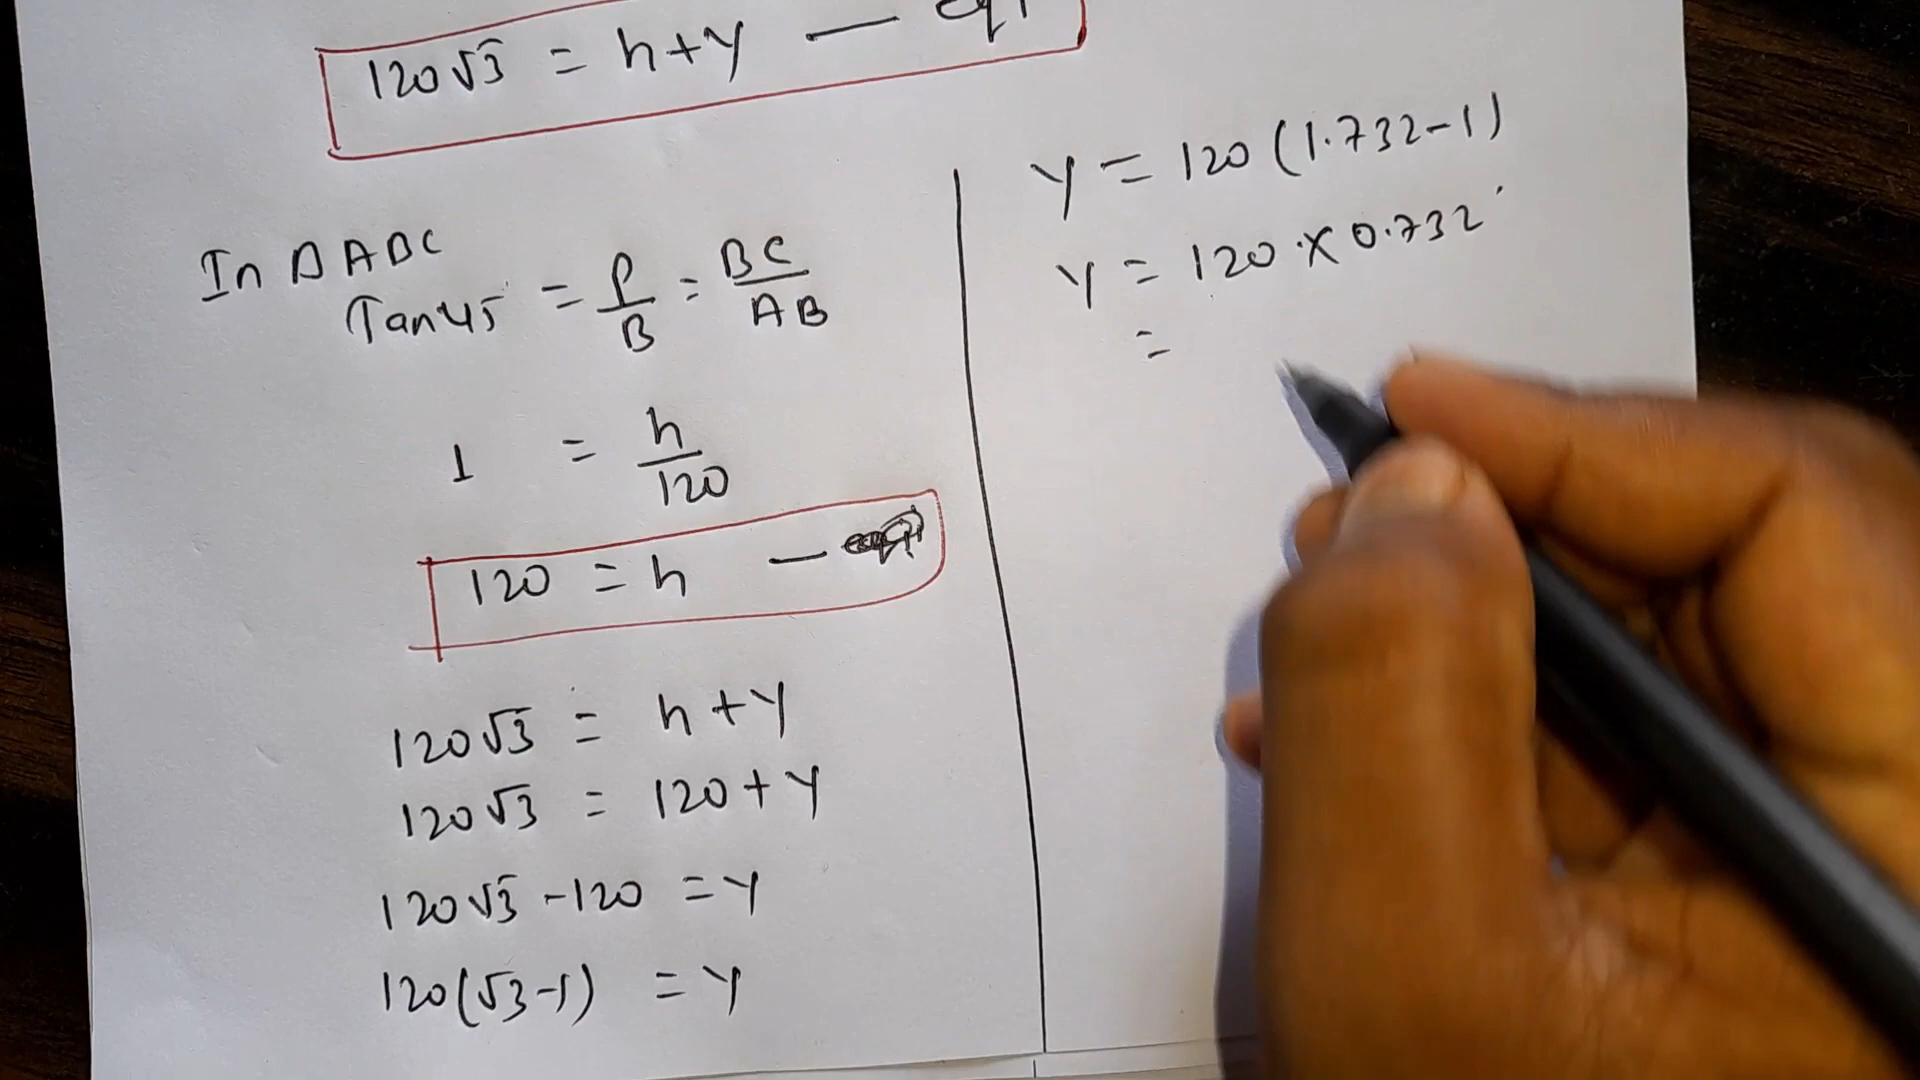 120√3 = h+y —
In Δ ABC
Tan45 = P/B = BC/AB
1 = h/120
120 = h —
120√3 = h+y
120√3 = 120+y
120√3 -120 = y
120(√3-1) = y
y = 120 (1.732-1)
y = 120 × 0.732
=